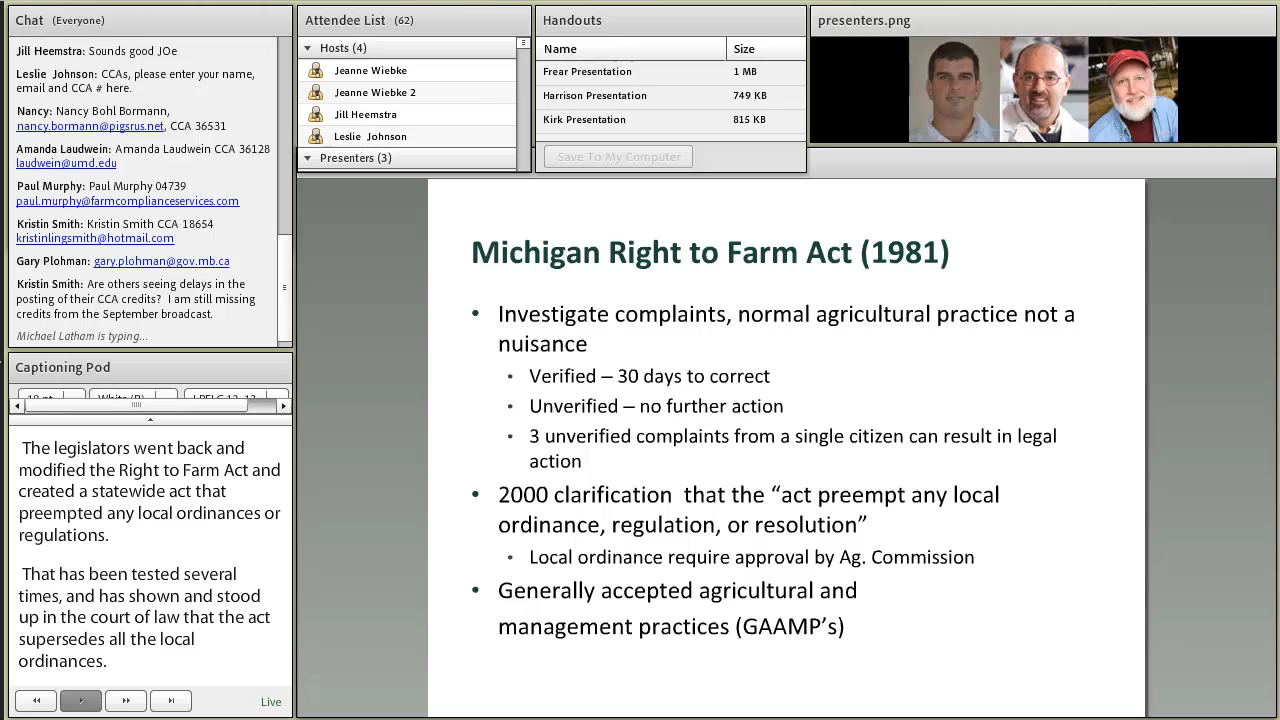 Chat (Everyone)
Jill Heemstra: Sounds good JOe
Leslie Johnson: CCAs, please enter your name,
email and CCA # here.
Nancy: Nancy Bohl Bormann,
nancy.bormann@pigsrus.net, CCA 36531
Amanda Laudwein: Amanda Laudwein CCA 36128
laudwein@umd.edu
Paul Murphy: Paul Murphy 04739
paul.murphy@farmcomplianceservices.com
Kristin Smith: Kristin Smith CCA 18654
kristinlingsmith@hotmail.com
Gary Plohman: gary.plohman@gov.mb.ca
Kristin Smith: Are others seeing delays in the
posting of their CCA credits? I am still missing
credits from the September broadcast.
Michael Latham is typing...
Captioning Pod
The legislators went back and
modified the Right to Farm Act and
created a statewide act that
preempted any local ordinances or
regulations.
That has been tested several
times, and has shown and stood
up in the court of law that the act
supersedes all the local
ordinances.
Live
Attendee List (62)
Hosts (4)
Jeanne Wiebke
Jeanne Wiebke 2
Jill Heemstra
Leslie Johnson
Presenters (3)
Handouts
Name Size
Frear Presentation 1 MB
Harrison Presentation 749 KB
Kirk Presentation 815 KB
Save To My Computer
presenters.png
Michigan Right to Farm Act (1981)
• Investigate complaints, normal agricultural practice not a
nuisance
• Verified – 30 days to correct
• Unverified – no further action
• 3 unverified complaints from a single citizen can result in legal
action
• 2000 clarification that the “act preempt any local
ordinance, regulation, or resolution”
• Local ordinance require approval by Ag. Commission
• Generally accepted agricultural and
management practices (GAAMP’s)